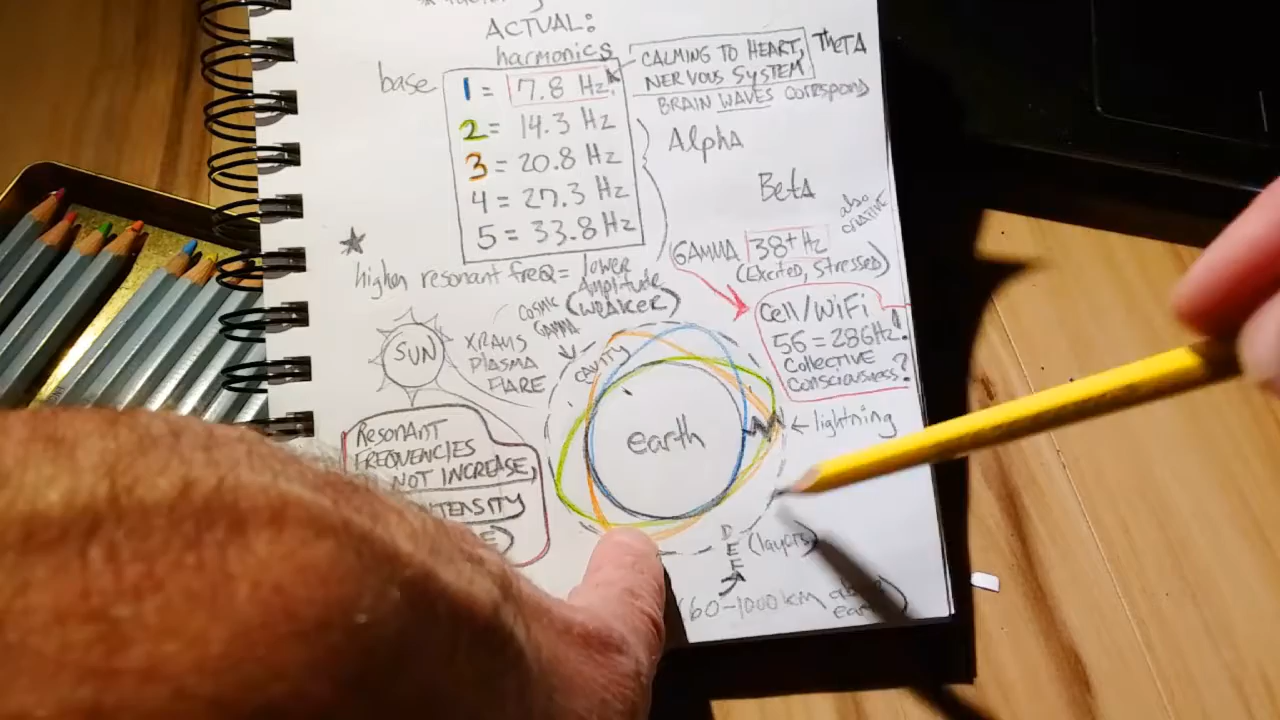 ACTUAL:
harmonics
base
1 = 7.8 Hz
2 = 14.3 Hz
3 = 20.8 Hz
4 = 27.3 Hz
5 = 33.8 Hz
CALMING TO HEART,
NERVOUS SYSTEM
THETA
BRAIN WAVES CORRESPOND
Alpha
Beta
also
CREATIVE
GAMMA 38+ Hz
(Excited, Stressed)
higher resonant freQ = lower
Amplitude
(WEAKER)
Cell/WiFi
5G = 28GHz!
Collective
Consciousness?
SUN
COSMIC
GAMMA
XRAYS
PLASMA
FLARE
CAVITY
earth
← lightning
Resonant
FREQUENCIES
NOT INCREASE,
DEFA
(layers)
(60-1000 km